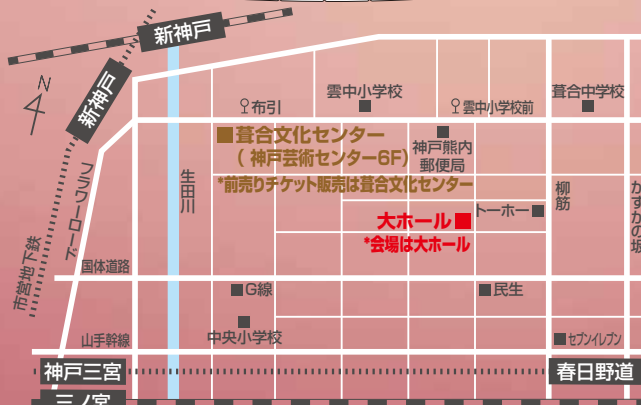 新神戸
新神戸
N
布引
雲中小学校
雲中小学校前
葺合中学校
葺合文化センター
( 神戸芸術センター6F)
*前売りチケット販売は葺合文化センター
神戸熊内
郵便局
フラワーロード
生田川
柳筋
かすがの坂
大ホール
トーホー
*会場は大ホール
市営地下鉄
国体道路
G線
民生
中央小学校
山手幹線
セブンイレブン
神戸三宮
春日野道
三ノ宮